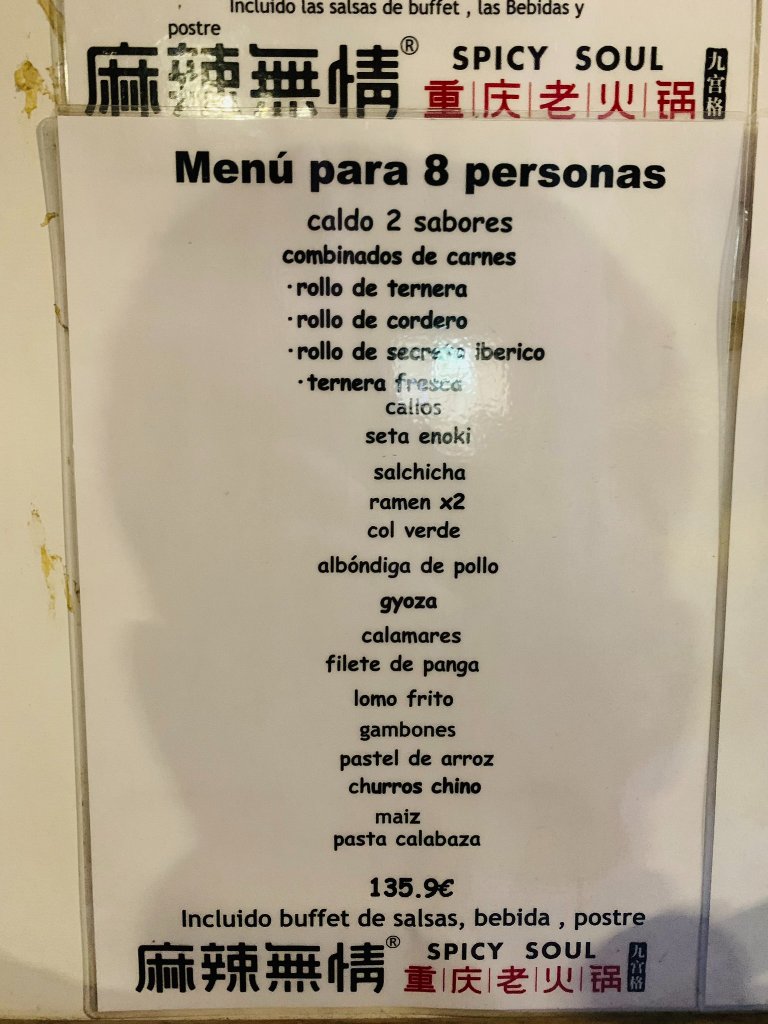 Incluido las salsas de buffet , las Bebidas y
postre
麻辣無情® SPICY SOUL
重庆老火锅 九宫格
Menú para 8 personas
caldo 2 sabores
combinados de carnes
·rollo de ternera
·rollo de cordero
·rollo de secreto iberico
·ternera fresca
callos
seta enoki
salchicha
ramen x2
col verde
albóndiga de pollo
gyoza
calamares
filete de panga
lomo frito
gambones
pastel de arroz
churros chino
maiz
pasta calabaza
135.9€
Incluido buffet de salsas, bebida , postre
麻辣無情® SPICY SOUL
重庆老火锅 九宫格